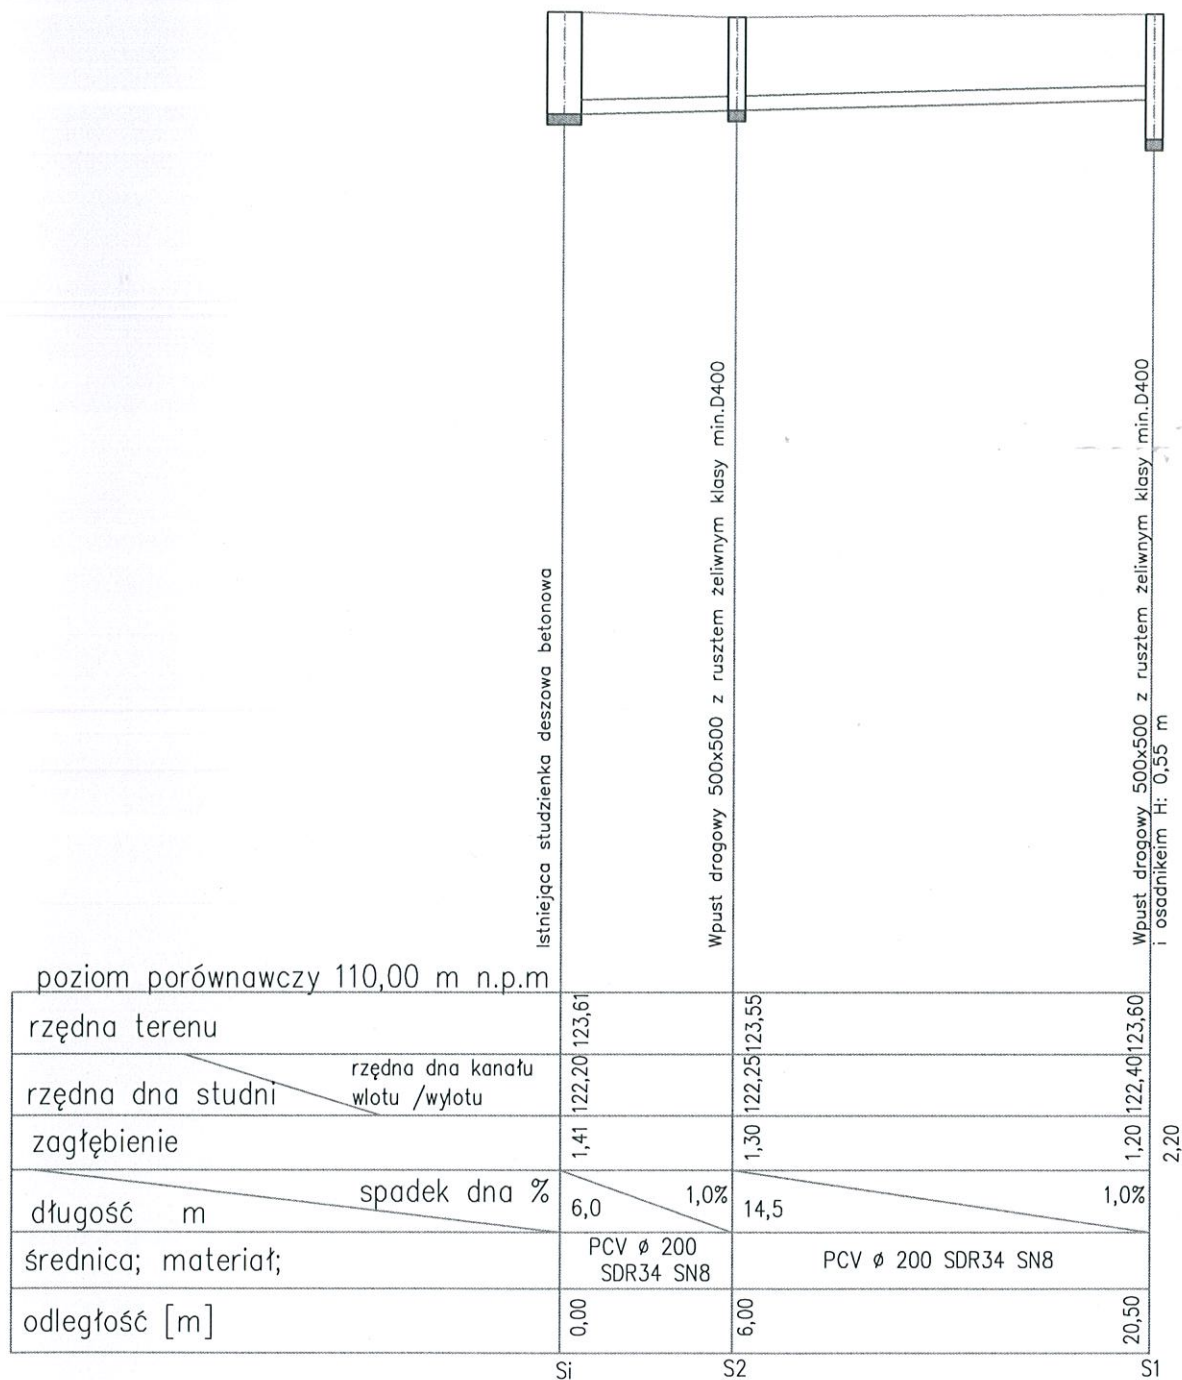 Istniejąca studzienka deszowa betonowa
Wpust drogowy 500x500 z rusztem żeliwnym klasy min.D400
Wpust drogowy 500x500 z rusztem żeliwnym klasy min.D400
i osadnikeim H: 0,55 m
poziom porównawczy 110,00 m n.p.m
rzędna terenu 123,61 123,55 123,60
rzędna dna studni rzędna dna kanału
wlotu /wylotu 122,20 122,25 122,40
zagłębienie 1,41 1,30 1,20 2,20
spadek dna % 1,0% 1,0%
długość m 6,0 14,5
średnica; materiał; PCV ø 200
SDR34 SN8
PCV ø 200 SDR34 SN8
odległość [m] 0,00 6,00 20,50
Si S2 S1